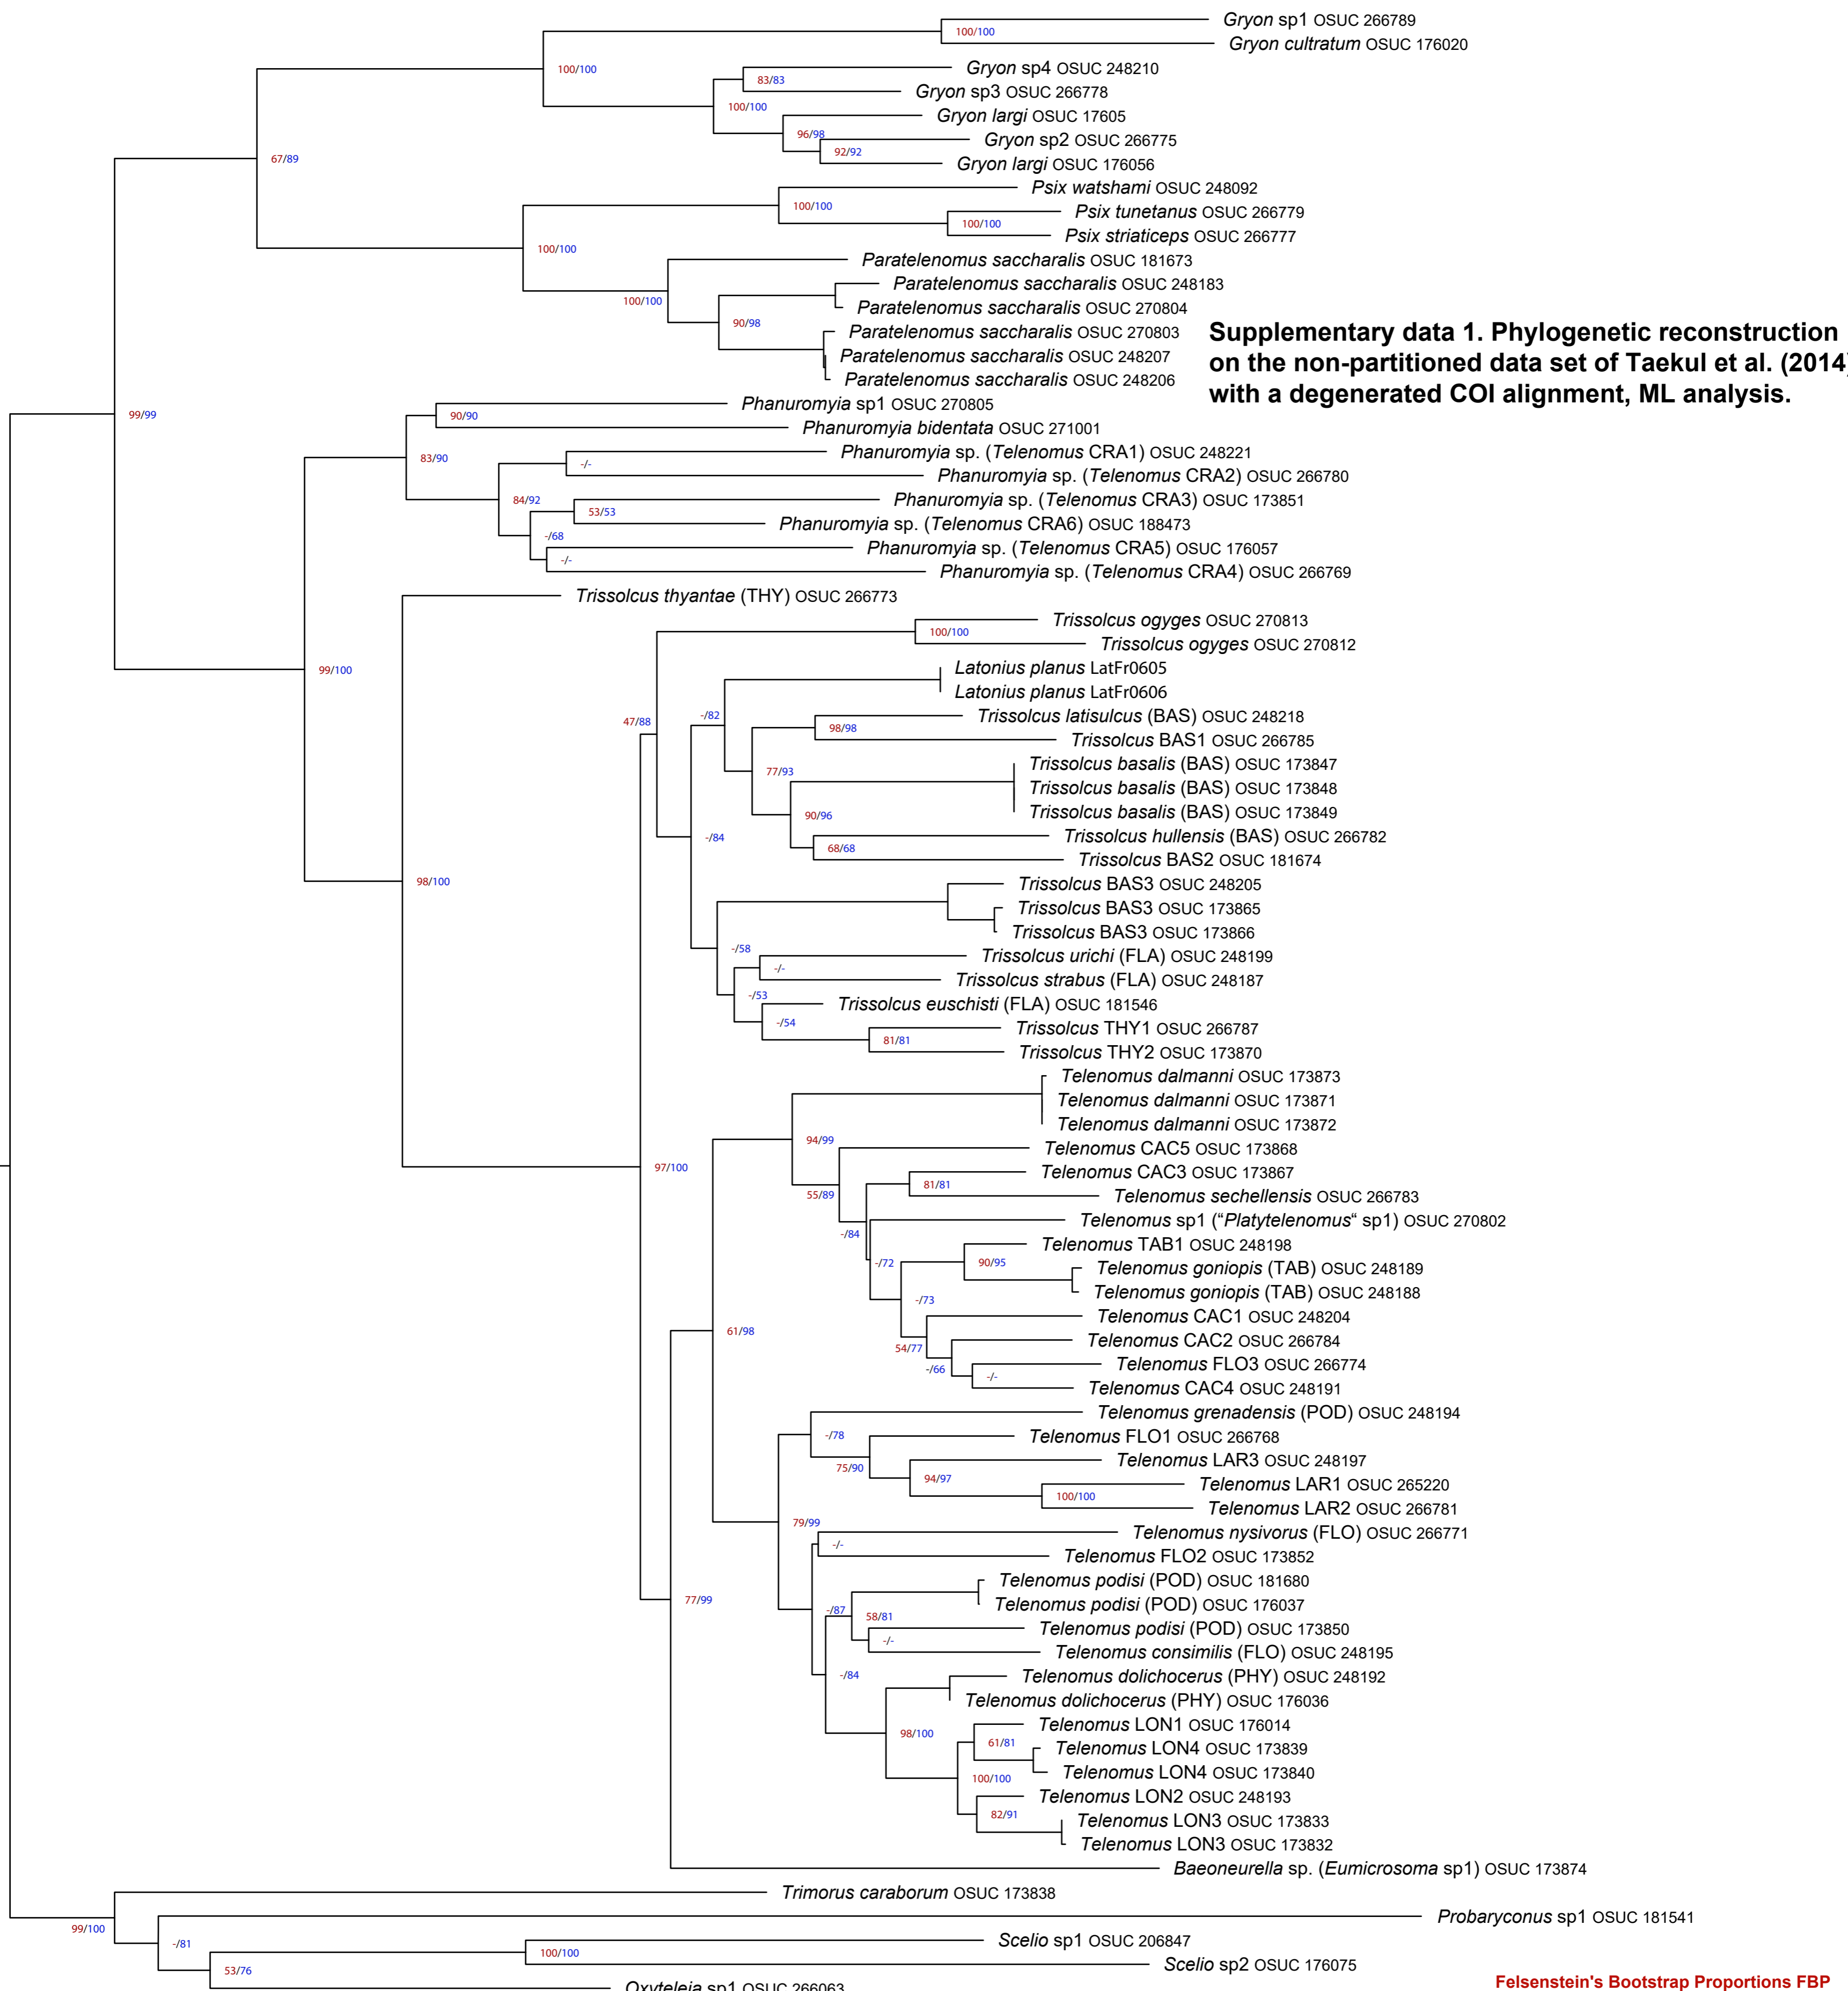 Gryon sp1 OSUC 266789
100/100
Gryon cultratum OSUC 176020
100/100
Gryon sp4 OSUC 248210
83/83
Gryon sp3 OSUC 266778
100/100
Gryon largi OSUC 17605
96/98
Gryon sp2 OSUC 266775
92/92
Gryon largi OSUC 176056
67/89
Psix watshami OSUC 248092
100/100
Psix tunetanus OSUC 266779
100/100
Psix striaticeps OSUC 266777
100/100
Paratelenomus saccharalis OSUC 181673
Paratelenomus saccharalis OSUC 248183
100/100
Paratelenomus saccharalis OSUC 270804
90/98
Paratelenomus saccharalis OSUC 270803
Paratelenomus saccharalis OSUC 248207
Paratelenomus saccharalis OSUC 248206
Supplementary data 1. Phylogenetic reconstruction
on the non-partitioned data set of Taekul et al. (2014)
with a degenerated COI alignment, ML analysis.
Phanuromyia sp1 OSUC 270805
99/99
90/90
Phanuromyia bidentata OSUC 271001
Phanuromyia sp. (Telenomus CRA1) OSUC 248221
83/90
-/-
Phanuromyia sp. (Telenomus CRA2) OSUC 266780
84/92
Phanuromyia sp. (Telenomus CRA3) OSUC 173851
53/53
Phanuromyia sp. (Telenomus CRA6) OSUC 188473
-/68
Phanuromyia sp. (Telenomus CRA5) OSUC 176057
-/-
Phanuromyia sp. (Telenomus CRA4) OSUC 266769
Trissolcus thyantae (THY) OSUC 266773
Trissolcus ogyges OSUC 270813
100/100
Trissolcus ogyges OSUC 270812
99/100
Latonius planus LatFr0605
Latonius planus LatFr0606
47/88
-/82
Trissolcus latisulcus (BAS) OSUC 248218
98/98
Trissolcus BAS1 OSUC 266785
77/93
Trissolcus basalis (BAS) OSUC 173847
Trissolcus basalis (BAS) OSUC 173848
Trissolcus basalis (BAS) OSUC 173849
90/96
-/84
Trissolcus hullensis (BAS) OSUC 266782
68/68
Trissolcus BAS2 OSUC 181674
98/100
Trissolcus BAS3 OSUC 248205
Trissolcus BAS3 OSUC 173865
Trissolcus BAS3 OSUC 173866
-/58
Trissolcus urichi (FLA) OSUC 248199
-/-
Trissolcus strabus (FLA) OSUC 248187
-/53
Trissolcus euschisti (FLA) OSUC 181546
-/54
Trissolcus THY1 OSUC 266787
81/81
Trissolcus THY2 OSUC 173870
Telenomus dalmanni OSUC 173873
Telenomus dalmanni OSUC 173871
Telenomus dalmanni OSUC 173872
94/99
97/100
Telenomus CAC5 OSUC 173868
55/89
Telenomus CAC3 OSUC 173867
81/81
Telenomus sechellensis OSUC 266783
-/84
Telenomus sp1 (“Platytelenomus“ sp1) OSUC 270802
-/72
Telenomus TAB1 OSUC 248198
90/95
Telenomus goniopis (TAB) OSUC 248189
Telenomus goniopis (TAB) OSUC 248188
-/73
Telenomus CAC1 OSUC 248204
61/98
54/77
Telenomus CAC2 OSUC 266784
-/66
Telenomus FLO3 OSUC 266774
-/-
Telenomus CAC4 OSUC 248191
Telenomus grenadensis (POD) OSUC 248194
-/78
Telenomus FLO1 OSUC 266768
75/90
Telenomus LAR3 OSUC 248197
94/97
Telenomus LAR1 OSUC 265220
100/100
Telenomus LAR2 OSUC 266781
79/99
Telenomus nysivorus (FLO) OSUC 266771
-/-
Telenomus FLO2 OSUC 173852
77/99
Telenomus podisi (POD) OSUC 181680
Telenomus podisi (POD) OSUC 176037
-/87
58/81
Telenomus podisi (POD) OSUC 173850
-/-
Telenomus consimilis (FLO) OSUC 248195
-/84
Telenomus dolichocerus (PHY) OSUC 248192
Telenomus dolichocerus (PHY) OSUC 176036
98/100
Telenomus LON1 OSUC 176014
61/81
Telenomus LON4 OSUC 173839
Telenomus LON4 OSUC 173840
100/100
Telenomus LON2 OSUC 248193
82/91
Telenomus LON3 OSUC 173833
Telenomus LON3 OSUC 173832
Baeoneurella sp. (Eumicrosoma sp1) OSUC 173874
Trimorus caraborum OSUC 173838
99/100
Probaryconus sp1 OSUC 181541
-/81
Scelio sp1 OSUC 206847
100/100
Scelio sp2 OSUC 176075
53/76
Oxyteleia sp1 OSUC 266063
Felsenstein's Bootstrap Proportions FBP